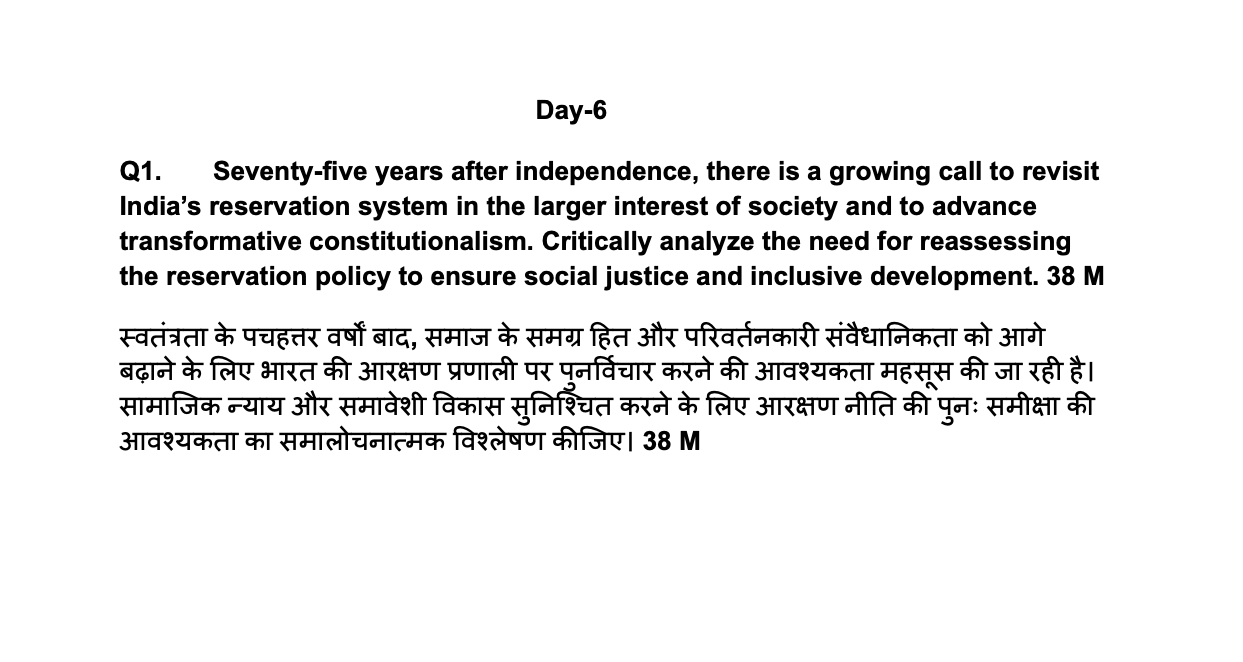 Day-6
Q1. Seventy-five years after independence, there is a growing call to revisit
India’s reservation system in the larger interest of society and to advance
transformative constitutionalism. Critically analyze the need for reassessing
the reservation policy to ensure social justice and inclusive development. 38 M
स्वतंत्रता के पचहत्तर वर्षों बाद, समाज के समग्र हित और परिवर्तनकारी संवैधानिकता को आगे
बढ़ाने के लिए भारत की आरक्षण प्रणाली पर पुनर्विचार करने की आवश्यकता महसूस की जा रही है।
सामाजिक न्याय और समावेशी विकास सुनिश्चित करने के लिए आरक्षण नीति की पुनः समीक्षा की
आवश्यकता का समालोचनात्मक विश्लेषण कीजिए। 38 M